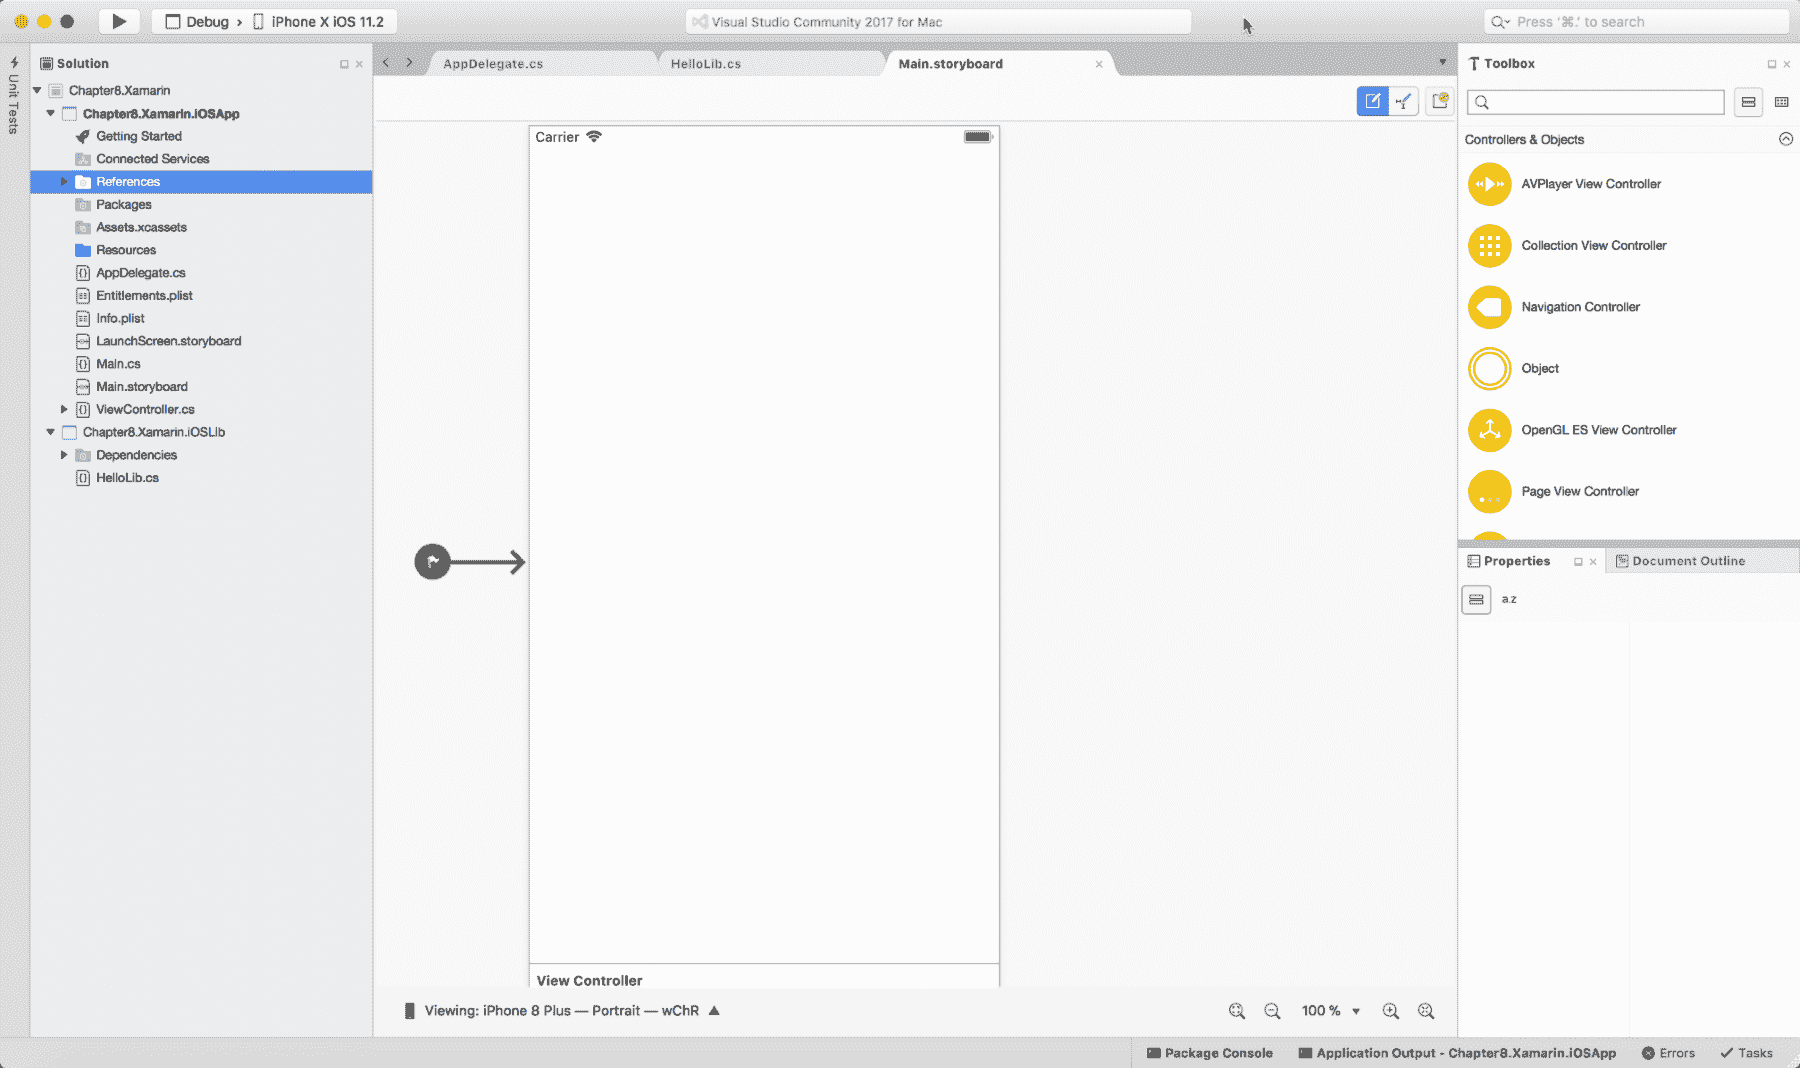 Debug > iPhone X iOS 11.2
Visual Studio Community 2017 for Mac
Press '⌘.' to search
Unit Tests
Solution
Chapter8.Xamarin
Chapter8.Xamarin.iOSApp
Getting Started
Connected Services
References
Packages
Assets.xcassets
Resources
AppDelegate.cs
Entitlements.plist
Info.plist
LaunchScreen.storyboard
Main.cs
Main.storyboard
ViewController.cs
Chapter8.Xamarin.iOSLib
Dependencies
HelloLib.cs
AppDelegate.cs
HelloLib.cs
Main.storyboard
Carrier
View Controller
Viewing: iPhone 8 Plus — Portrait — wChR
100 %
Toolbox
Controllers & Objects
AVPlayer View Controller
Collection View Controller
Navigation Controller
Object
OpenGL ES View Controller
Page View Controller
Properties
Document Outline
a.z
Package Console
Application Output - Chapter8.Xamarin.iOSApp
Errors
Tasks